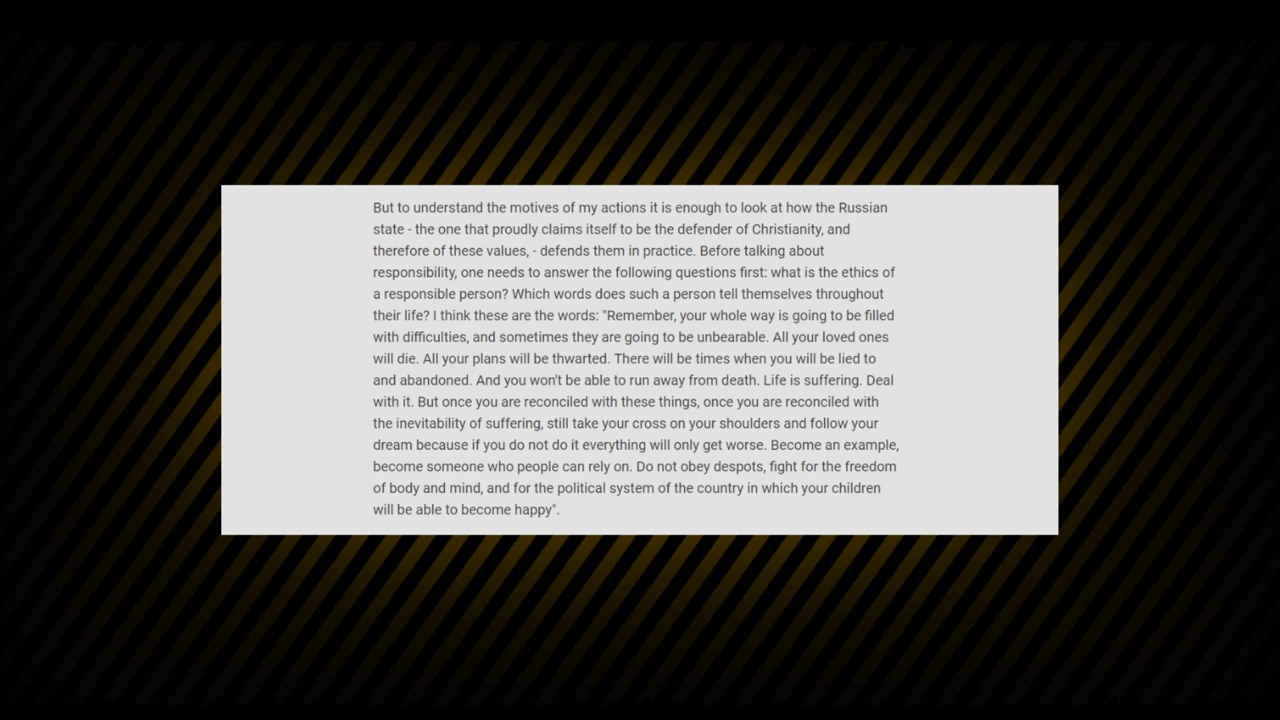 But to understand the motives of my actions it is enough to look at how the Russian
state - the one that proudly claims itself to be the defender of Christianity, and
therefore of these values, - defends them in practice. Before talking about
responsibility, one needs to answer the following questions first: what is the ethics of
a responsible person? Which words does such a person tell themselves throughout
their life? I think these are the words: "Remember, your whole way is going to be filled
with difficulties, and sometimes they are going to be unbearable. All your loved ones
will die. All your plans will be thwarted. There will be times when you will be lied to
and abandoned. And you won't be able to run away from death. Life is suffering. Deal
with it. But once you are reconciled with these things, once you are reconciled with
the inevitability of suffering, still take your cross on your shoulders and follow your
dream because if you do not do it everything will only get worse. Become an example,
become someone who people can rely on. Do not obey despots, fight for the freedom
of body and mind, and for the political system of the country in which your children
will be able to become happy".